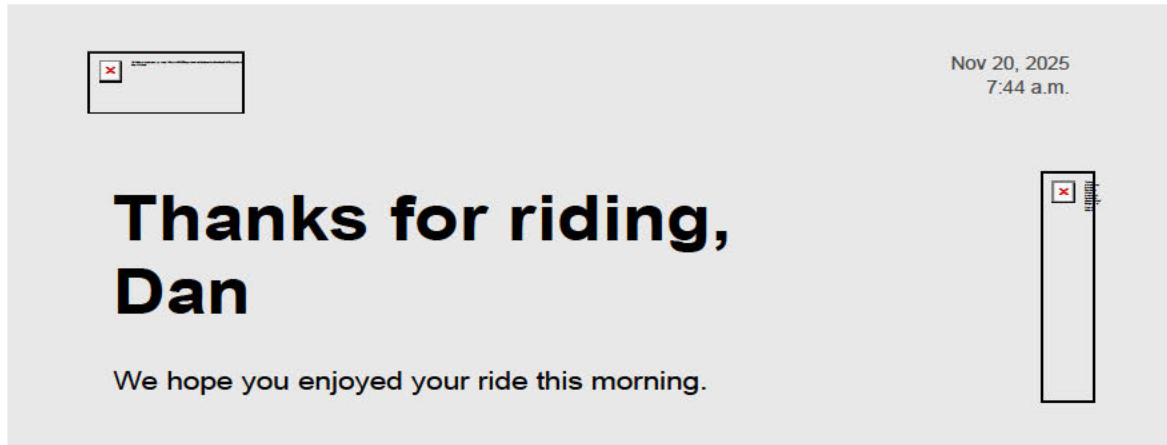 Nov 20, 2025
7:44 a.m.
Thanks for riding,
Dan
We hope you enjoyed your ride this morning.